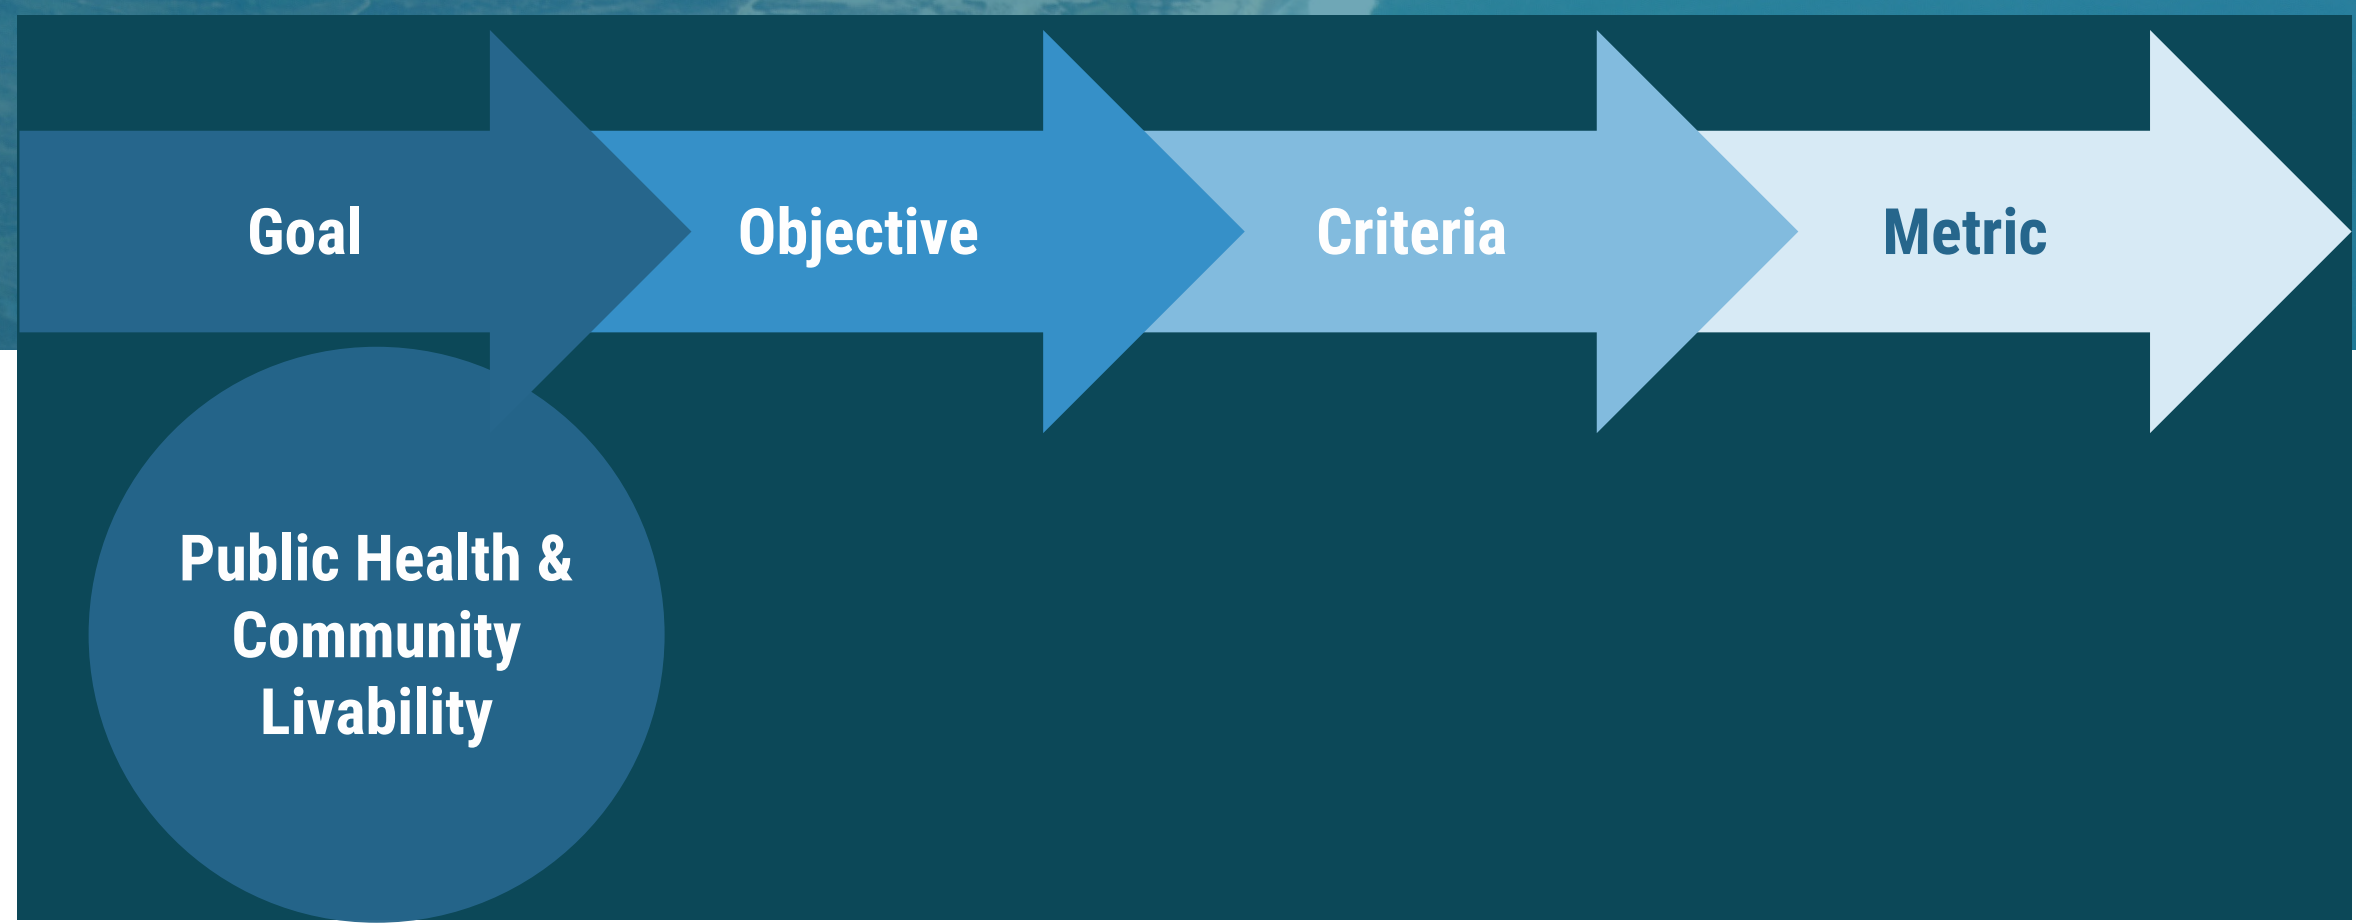 Goal
Objective
Criteria
Metric
Public Health &
Community
Livability